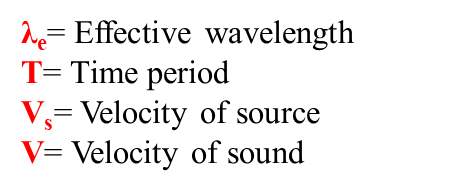 λe= Effective wavelength
T= Time period
Vs= Velocity of source
V= Velocity of sound